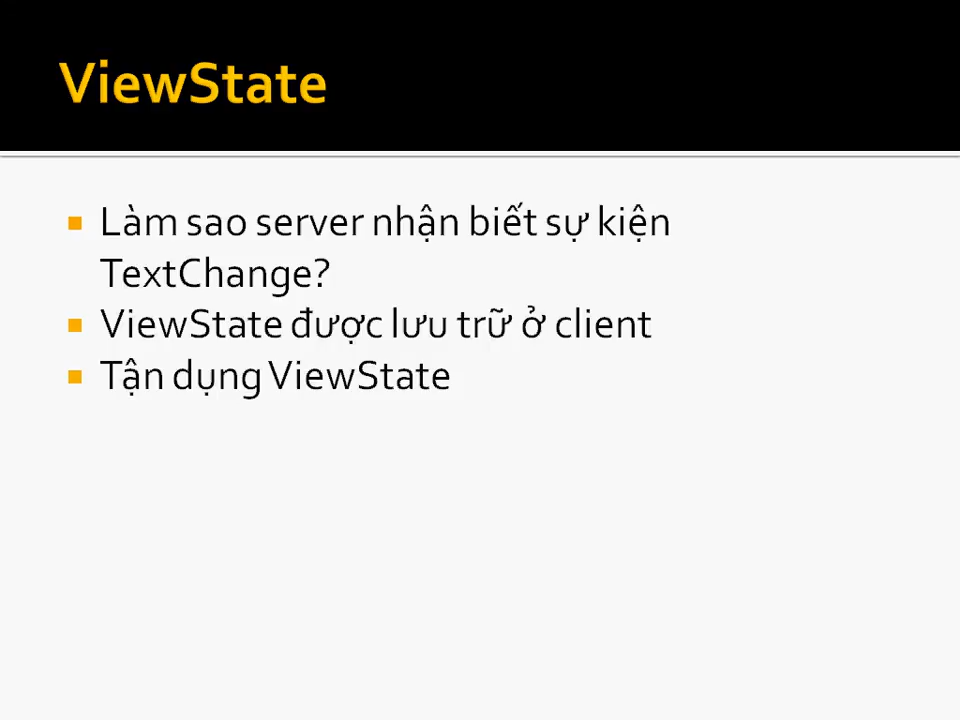 ViewState
Làm sao server nhận biết sự kiện
TextChange?
ViewState được lưu trữ ở client
Tận dụng ViewState